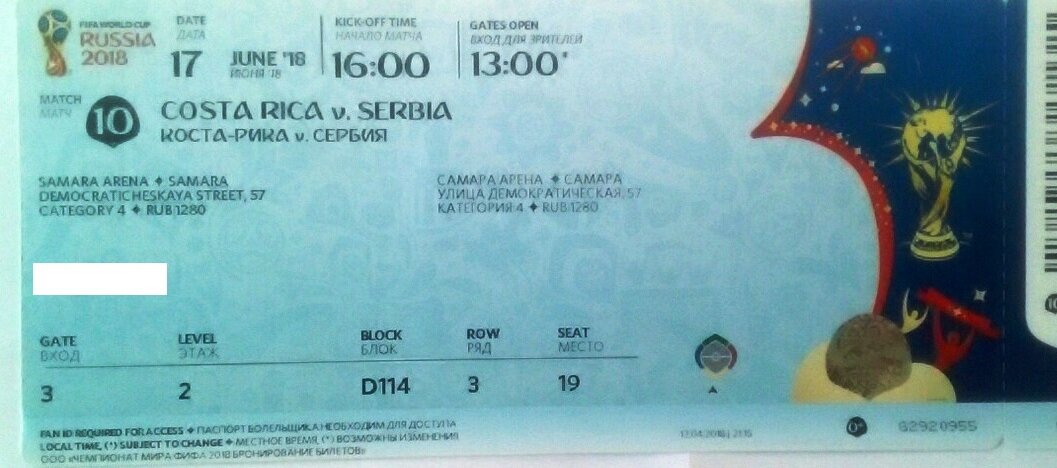 FIFA WORLD CUP
RUSSIA
2018
DATE
ДАТА
17 JUNE '18
ИЮНЯ '18
KICK-OFF TIME
НАЧАЛО МАТЧА
16:00
GATES OPEN
ВХОД ДЛЯ ЗРИТЕЛЕЙ
13:00*
MATCH
МАТЧ
10
COSTA RICA v. SERBIA
КОСТА-РИКА v. СЕРБИЯ
SAMARA ARENA ✦ SAMARA
DEMOCRATICHESKAYA STREET, 57
CATEGORY 4 ✦ RUB 1280
САМАРА АРЕНА ✦ САМАРА
УЛИЦА ДЕМОКРАТИЧЕСКАЯ, 57
КАТЕГОРИЯ 4 ✦ RUB 1280
GATE LEVEL BLOCK ROW SEAT
ВХОД ЭТАЖ БЛОК РЯД МЕСТО
3 2 D114 3 19
FAN ID REQUIRED FOR ACCESS ✦ ПАСПОРТ БОЛЕЛЬЩИКА НЕОБХОДИМ ДЛЯ ДОСТУПА
LOCAL TIME, (*) SUBJECT TO CHANGE ✦ МЕСТНОЕ ВРЕМЯ, (*) ВОЗМОЖНЫ ИЗМЕНЕНИЯ
ООО «ЧЕМПИОНАТ МИРА ФИФА 2018 БРОНИРОВАНИЕ БИЛЕТОВ»
0+
82920955